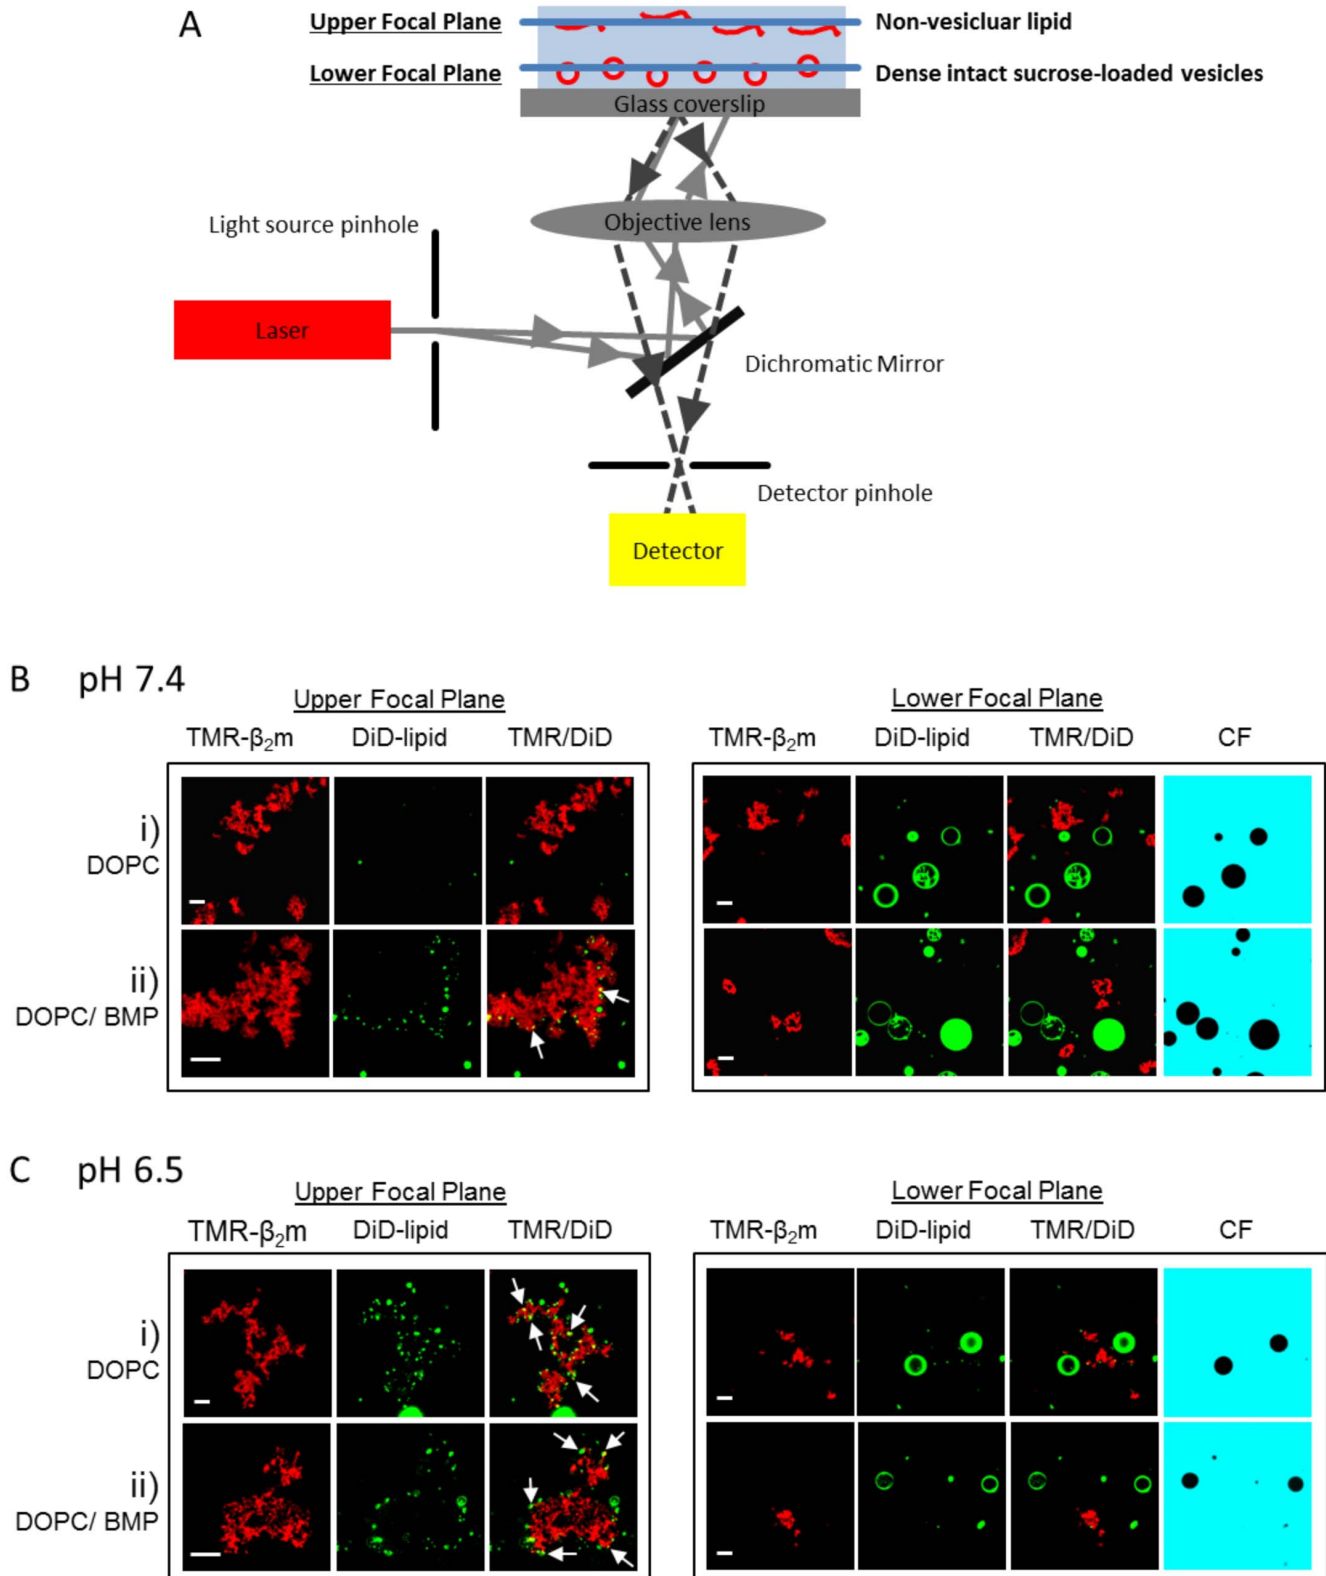 A
Upper Focal Plane
Non-vesicluar lipid
Lower Focal Plane
Dense intact sucrose-loaded vesicles
Glass coverslip
Light source pinhole
Objective lens
Laser
Dichromatic Mirror
Detector pinhole
Detector
B pH 7.4
Upper Focal Plane
Lower Focal Plane
TMR-β₂m DiD-lipid TMR/DiD
TMR-β₂m DiD-lipid TMR/DiD CF
i)
DOPC
ii)
DOPC/ BMP
C pH 6.5
Upper Focal Plane
Lower Focal Plane
TMR-β₂m DiD-lipid TMR/DiD
TMR-β₂m DiD-lipid TMR/DiD CF
i)
DOPC
ii)
DOPC/ BMP